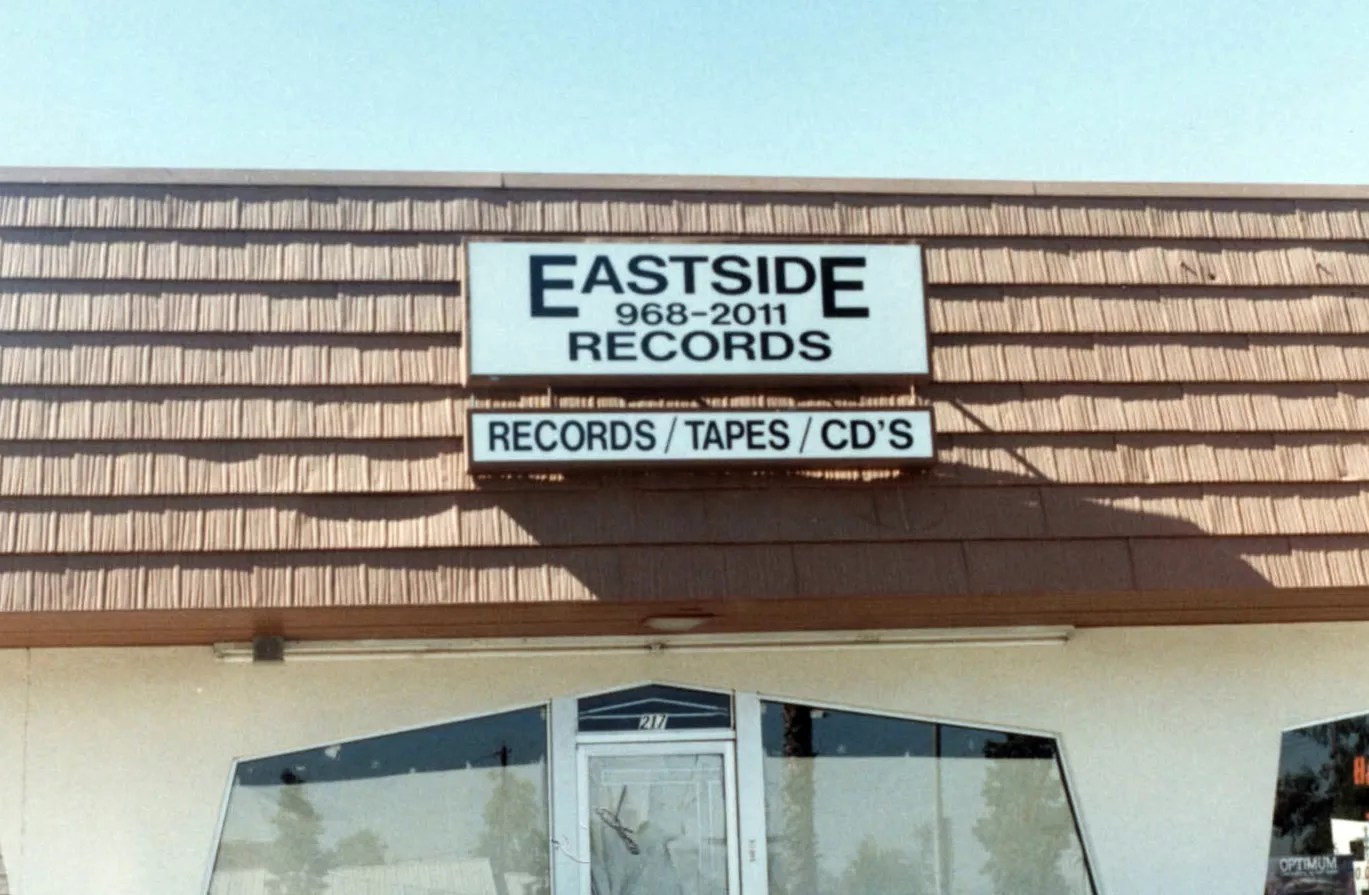 EASTSIDE
968-2011
RECORDS
RECORDS/TAPES/CD'S
217
OPTIMUM